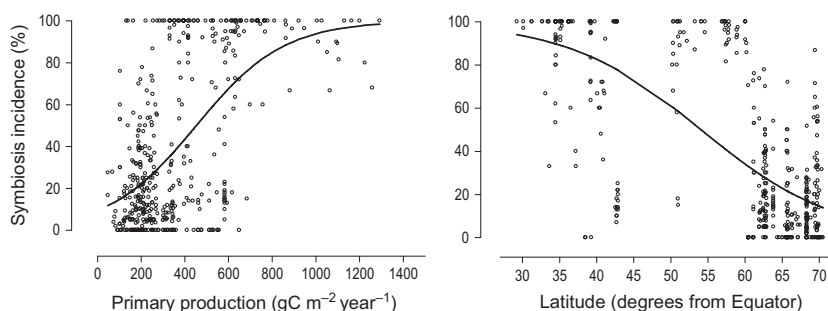 Symbiosis incidence (%)
100
80
60
40
20
0
0 200 400 600 800 1000 1200 1400
Primary production (gC m⁻² year⁻¹)
100
80
60
40
20
0
30 35 40 45 50 55 60 65 70
Latitude (degrees from Equator)